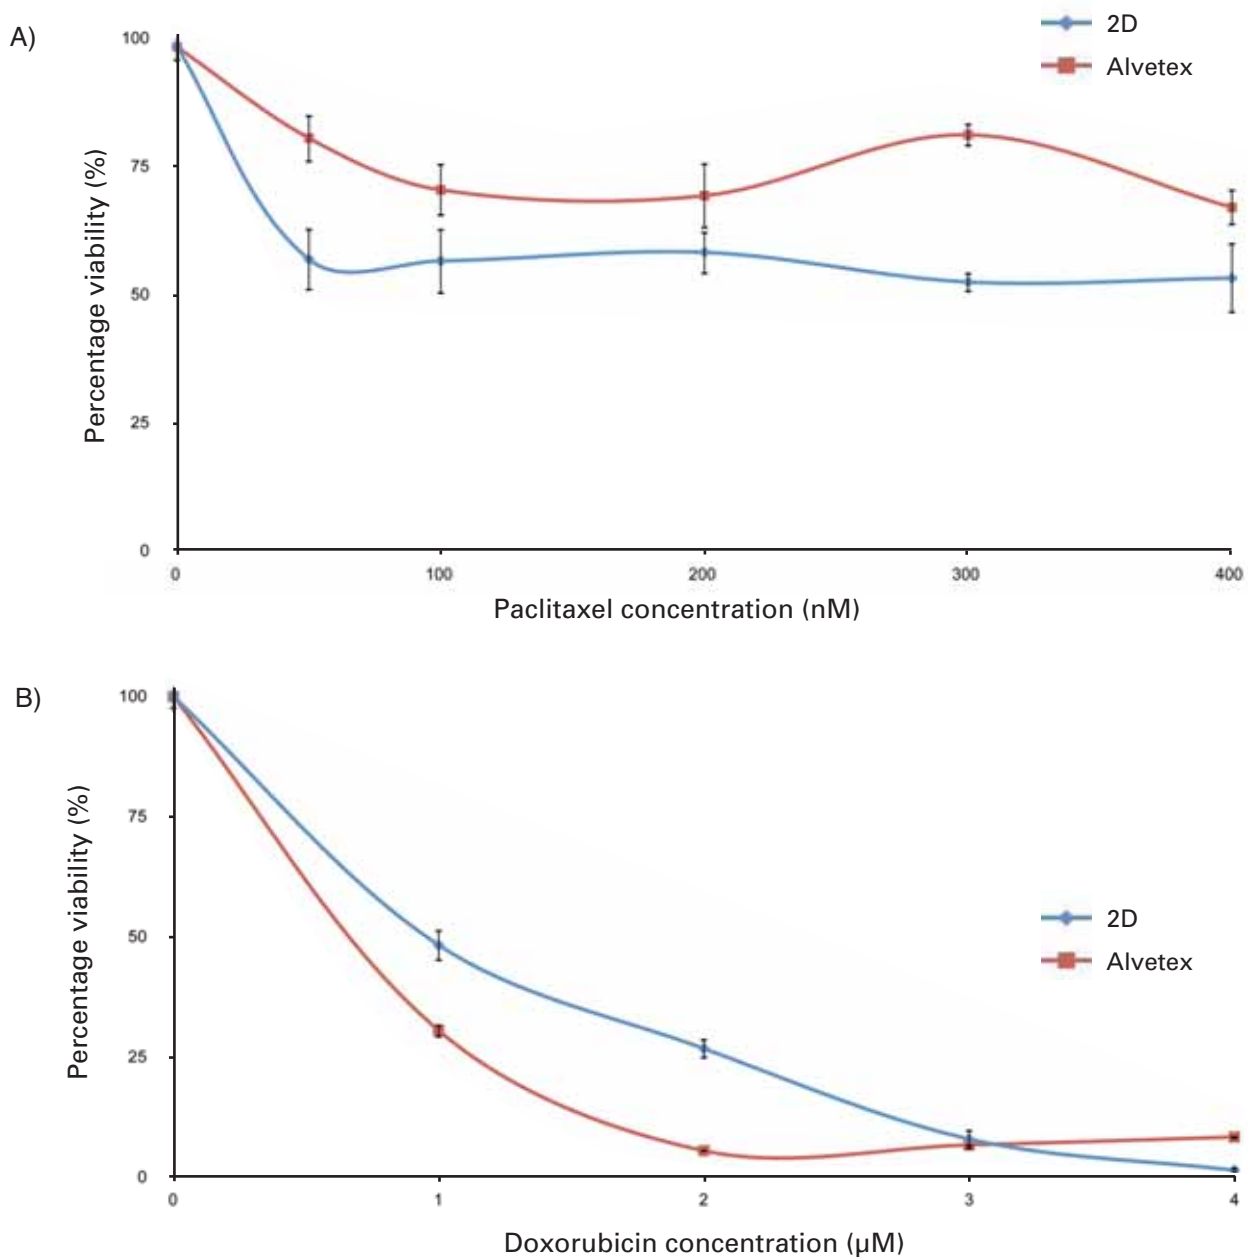 A)
2D
Alvetex
Percentage viability (%)
100
75
50
25
0
0 100 200 300 400
Paclitaxel concentration (nM)
B)
Percentage viability (%)
100
75
50
25
0
2D
Alvetex
0 1 2 3 4
Doxorubicin concentration (µM)